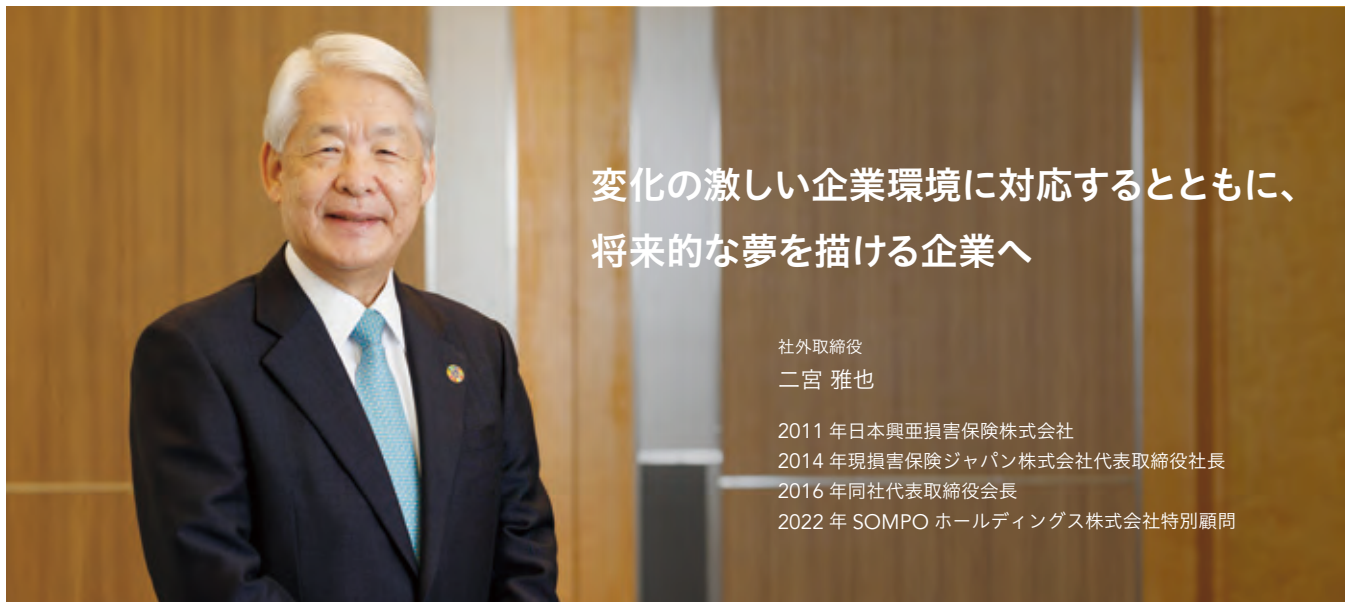 変化の激しい企業環境に対応するとともに、
将来的な夢を描ける企業へ
社外取締役
二宮 雅也
2011 年日本興亜損害保険株式会社
2014 年現損害保険ジャパン株式会社代表取締役社長
2016 年同社代表取締役会長
2022 年 SOMPO ホールディングス株式会社特別顧問